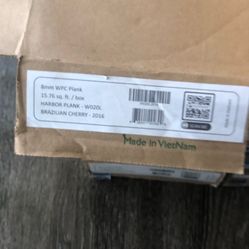 8mm WPC Plank
15.76 sq. ft. / box
HARBOR PLANK - W020L
BRAZILIAN CHERRY - 2016
Made in VietNam